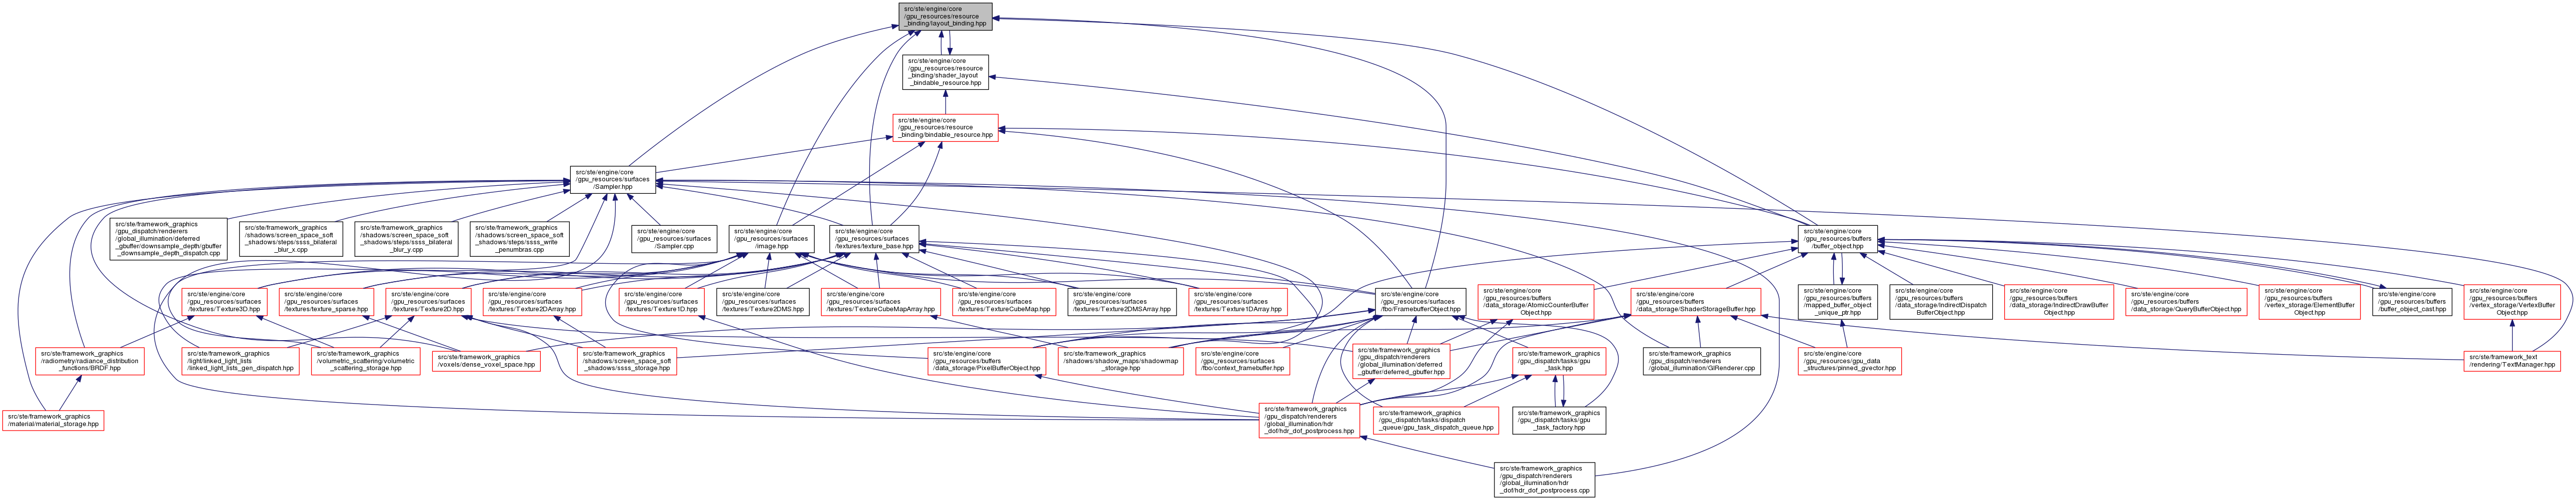 src/ste/engine/core
/gpu_resources/resource
_binding/layout_binding.hpp
src/ste/engine/core
/gpu_resources/resource
_binding/shader_layout
_bindable_resource.hpp
src/ste/engine/core
/gpu_resources/resource
_binding/bindable_resource.hpp
src/ste/engine/core
/gpu_resources/surfaces
/Sampler.hpp
src/ste/framework_graphics
/gpu_dispatch/renderers
/global_illumination/deferred
_gbuffer/downsample_depth/gbuffer
_downsample_depth_dispatch.cpp
src/ste/framework_graphics
/shadows/screen_space_soft
_shadows/steps/ssss_bilateral
_blur_x.cpp
src/ste/framework_graphics
/shadows/screen_space_soft
_shadows/steps/ssss_bilateral
_blur_y.cpp
src/ste/framework_graphics
/shadows/screen_space_soft
_shadows/steps/ssss_write
_penumbras.cpp
src/ste/engine/core
/gpu_resources/surfaces
/Sampler.cpp
src/ste/engine/core
/gpu_resources/surfaces
/image.hpp
src/ste/engine/core
/gpu_resources/surfaces
/textures/texture_base.hpp
src/ste/engine/core
/gpu_resources/buffers
/buffer_object.hpp
src/ste/engine/core
/gpu_resources/surfaces
/textures/Texture3D.hpp
src/ste/engine/core
/gpu_resources/surfaces
/textures/texture_sparse.hpp
src/ste/engine/core
/gpu_resources/surfaces
/textures/Texture2D.hpp
src/ste/engine/core
/gpu_resources/surfaces
/textures/Texture2DArray.hpp
src/ste/engine/core
/gpu_resources/surfaces
/textures/Texture1D.hpp
src/ste/engine/core
/gpu_resources/surfaces
/textures/Texture2DMS.hpp
src/ste/engine/core
/gpu_resources/surfaces
/textures/TextureCubeMapArray.hpp
src/ste/engine/core
/gpu_resources/surfaces
/textures/TextureCubeMap.hpp
src/ste/engine/core
/gpu_resources/surfaces
/textures/Texture2DMSArray.hpp
src/ste/engine/core
/gpu_resources/surfaces
/textures/Texture1DArray.hpp
src/ste/engine/core
/gpu_resources/surfaces
/fbo/FramebufferObject.hpp
src/ste/engine/core
/gpu_resources/buffers
/data_storage/AtomicCounterBuffer
Object.hpp
src/ste/engine/core
/gpu_resources/buffers
/data_storage/ShaderStorageBuffer.hpp
src/ste/engine/core
/gpu_resources/buffers
/mapped_buffer_object
_unique_ptr.hpp
src/ste/engine/core
/gpu_resources/buffers
/data_storage/IndirectDispatch
BufferObject.hpp
src/ste/engine/core
/gpu_resources/buffers
/data_storage/IndirectDrawBuffer
Object.hpp
src/ste/engine/core
/gpu_resources/buffers
/data_storage/QueryBufferObject.hpp
src/ste/engine/core
/gpu_resources/buffers
/vertex_storage/ElementBuffer
Object.hpp
src/ste/engine/core
/gpu_resources/buffers
/buffer_object_cast.hpp
src/ste/engine/core
/gpu_resources/buffers
/vertex_storage/VertexBuffer
Object.hpp
src/ste/framework_graphics
/radiometry/radiance_distribution
_functions/BRDF.hpp
src/ste/framework_graphics
/light/linked_light_lists
/linked_light_lists_gen_dispatch.hpp
src/ste/framework_graphics
/volumetric_scattering/volumetric
_scattering_storage.hpp
src/ste/framework_graphics
/voxels/dense_voxel_space.hpp
src/ste/framework_graphics
/shadows/screen_space_soft
_shadows/ssss_storage.hpp
src/ste/engine/core
/gpu_resources/buffers
/data_storage/PixelBufferObject.hpp
src/ste/framework_graphics
/shadows/shadow_maps/shadowmap
_storage.hpp
src/ste/engine/core
/gpu_resources/surfaces
/fbo/context_framebuffer.hpp
src/ste/framework_graphics
/gpu_dispatch/renderers
/global_illumination/deferred
_gbuffer/deferred_gbuffer.hpp
src/ste/framework_graphics
/gpu_dispatch/tasks/gpu
_task.hpp
src/ste/framework_graphics
/gpu_dispatch/renderers
/global_illumination/GIRenderer.cpp
src/ste/engine/core
/gpu_resources/gpu_data
_structures/pinned_gvector.hpp
src/ste/framework_text
/rendering/TextManager.hpp
src/ste/framework_graphics
/material/material_storage.hpp
src/ste/framework_graphics
/gpu_dispatch/renderers
/global_illumination/hdr
_dof/hdr_dof_postprocess.hpp
src/ste/framework_graphics
/gpu_dispatch/tasks/dispatch
_queue/gpu_task_dispatch_queue.hpp
src/ste/framework_graphics
/gpu_dispatch/tasks/gpu
_task_factory.hpp
src/ste/framework_graphics
/gpu_dispatch/renderers
/global_illumination/hdr
_dof/hdr_dof_postprocess.cpp